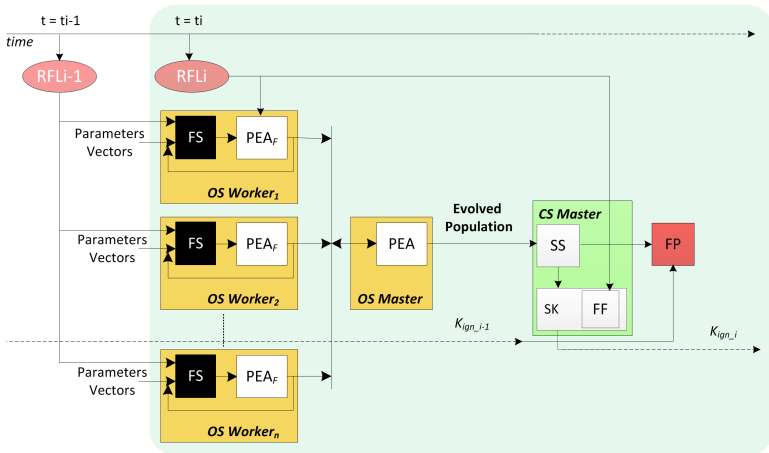 t = ti-1
t = ti
time
RFLi-1
RFLi
Parameters
Vectors
FS
PEAF
OS Worker1
Parameters
Vectors
FS
PEAF
OS Worker2
PEA
OS Master
Evolved
Population
CS Master
SS
FP
SK
FF
Kign_i-1
Kign_i
Parameters
Vectors
FS
PEAF
OS Workern